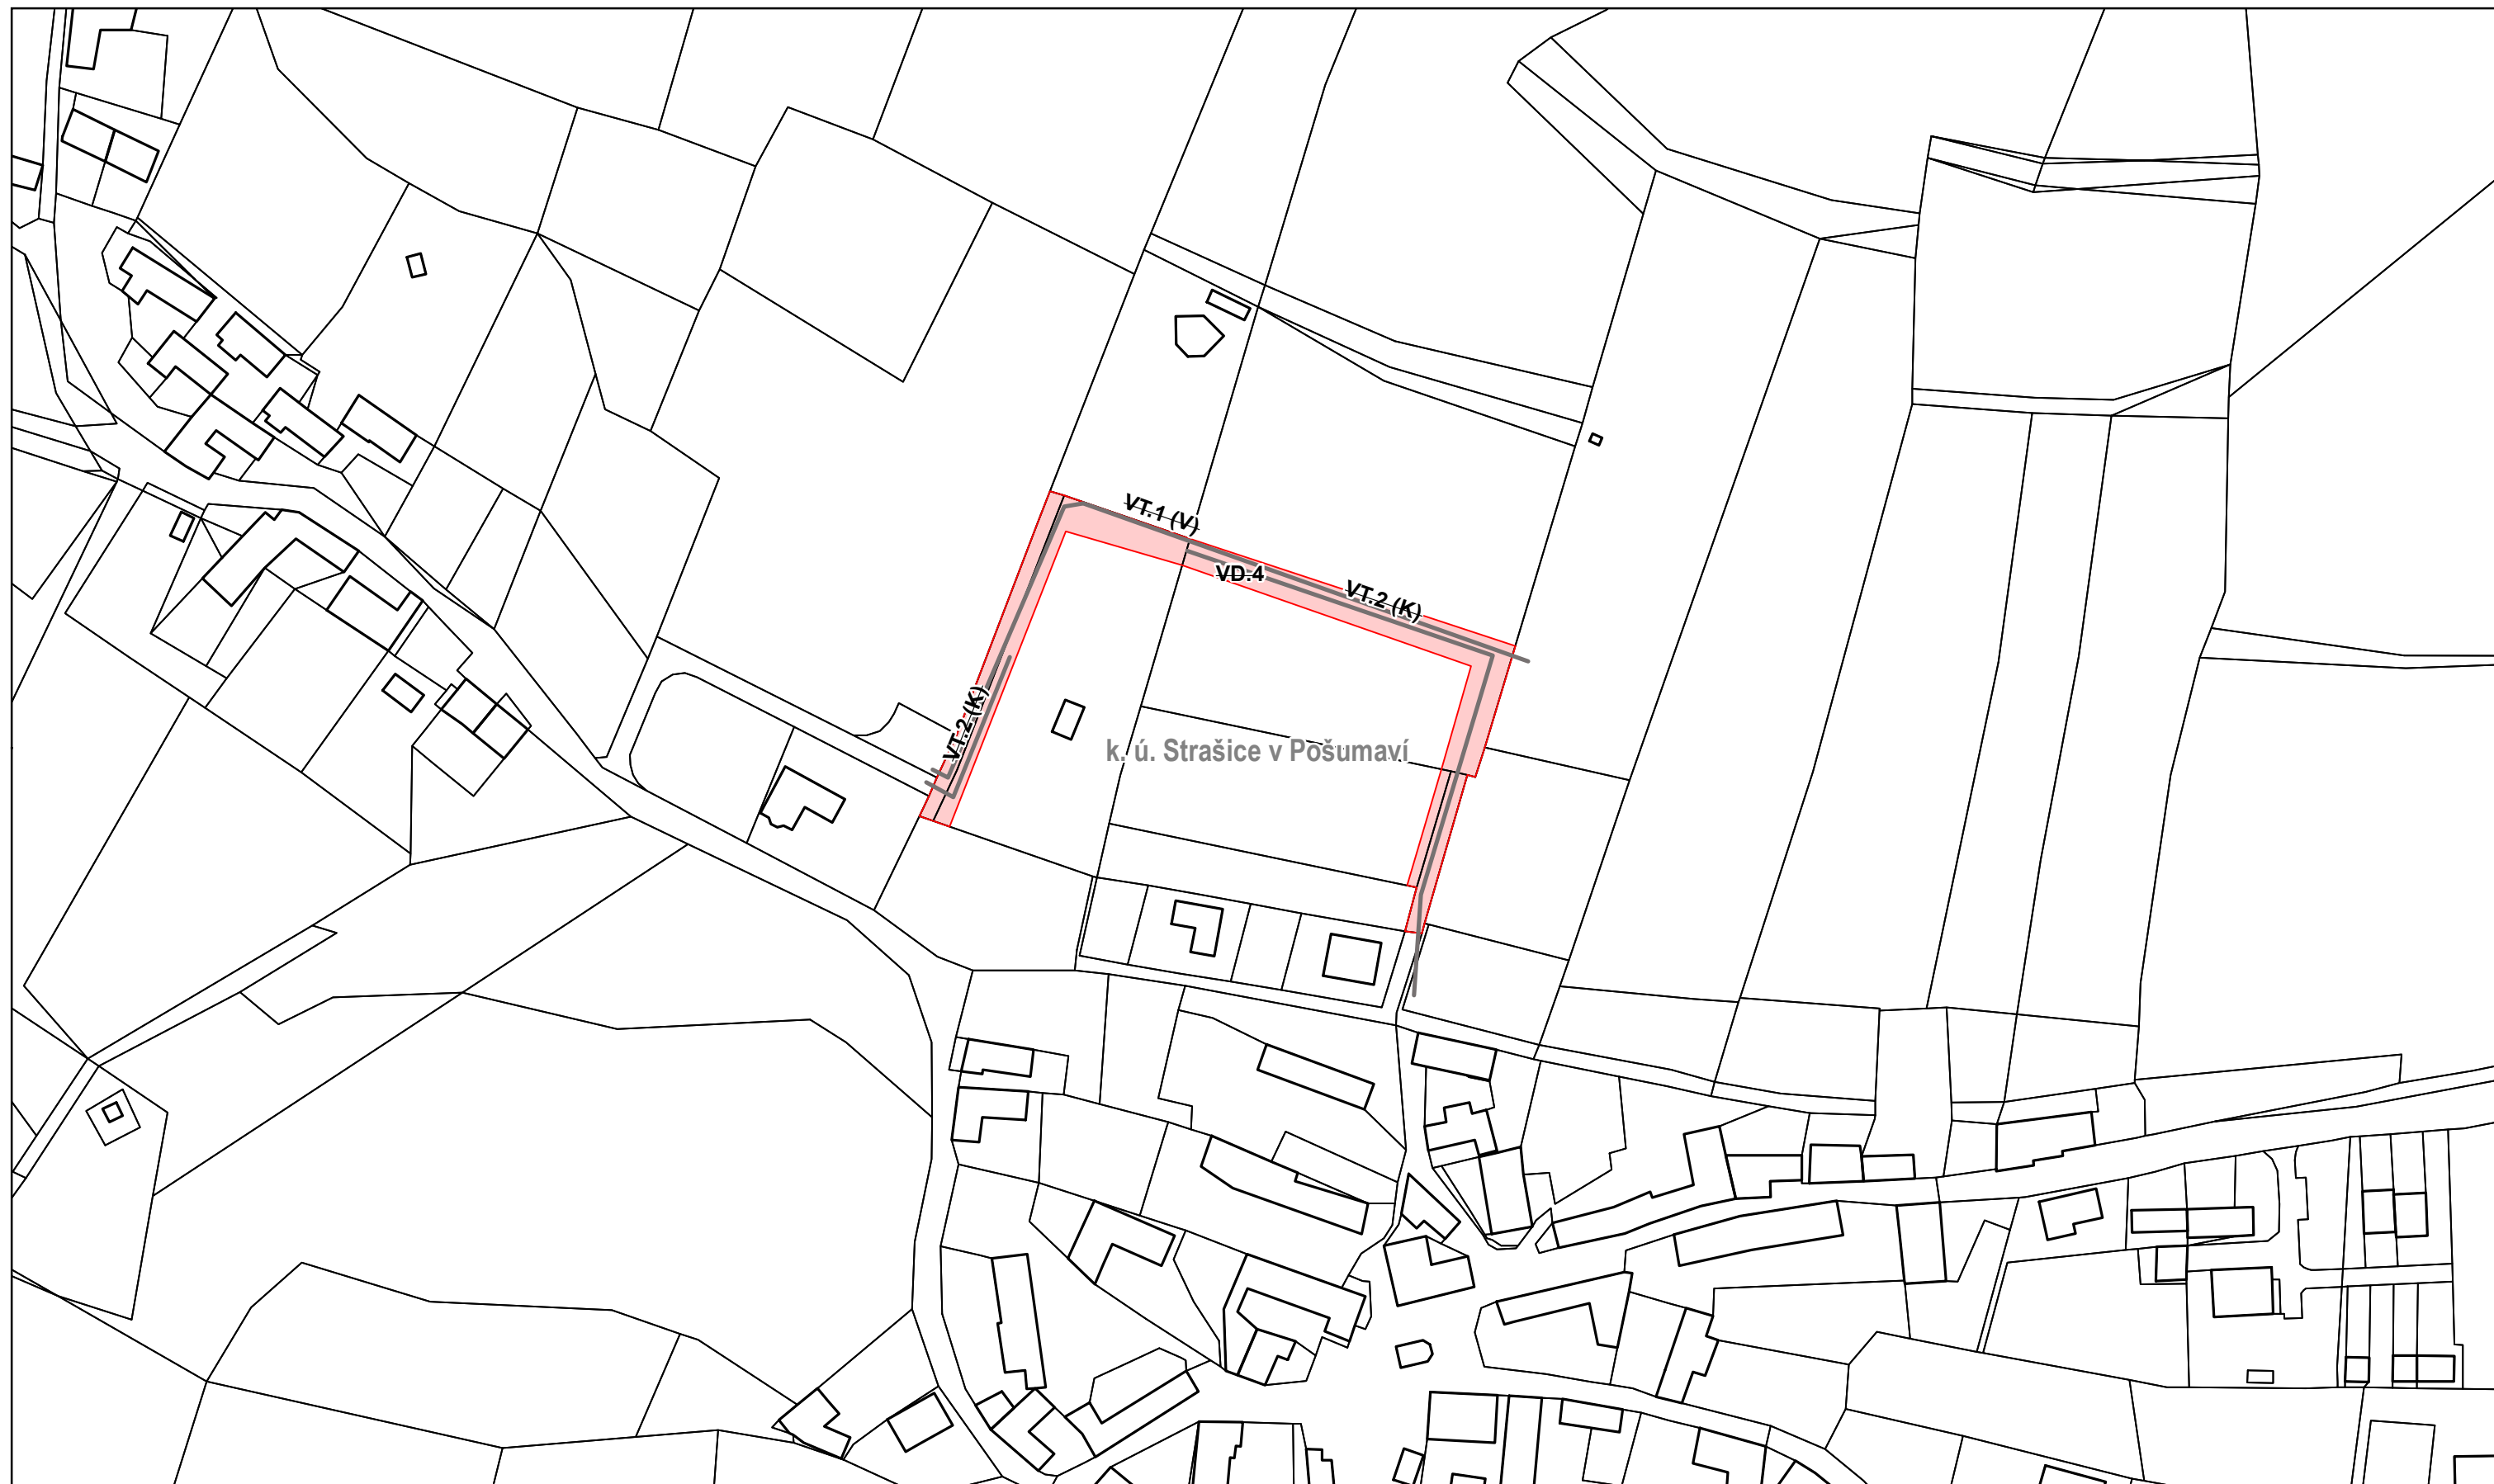 VT.1 (V)
VD.4
VT.2 (K)
VT.2 (K)
k. ú. Strašice v Pošumaví